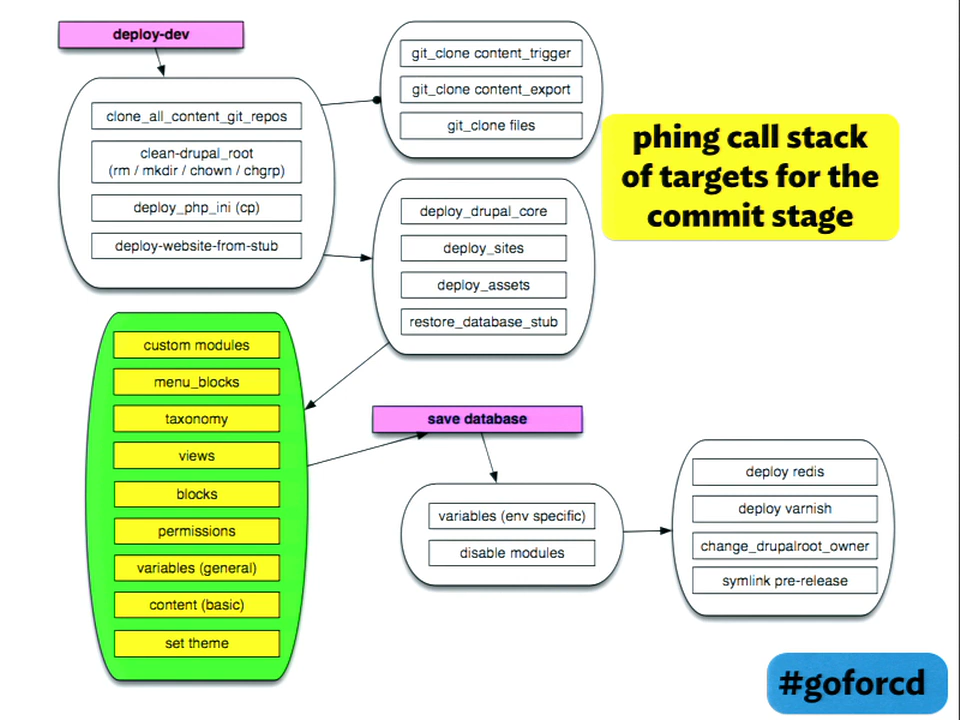 deploy-dev
clone_all_content_git_repos
clean-drupal_root
(rm / mkdir / chown / chgrp)
deploy_php_ini (cp)
deploy-website-from-stub
git_clone content_trigger
git_clone content_export
git_clone files
phing call stack
of targets for the
commit stage
deploy_drupal_core
deploy_sites
deploy_assets
restore_database_stub
custom modules
menu_blocks
taxonomy
views
blocks
permissions
variables (general)
content (basic)
set theme
save database
variables (env specific)
disable modules
deploy redis
deploy varnish
change_drupalroot_owner
symlink pre-release
#goforcd